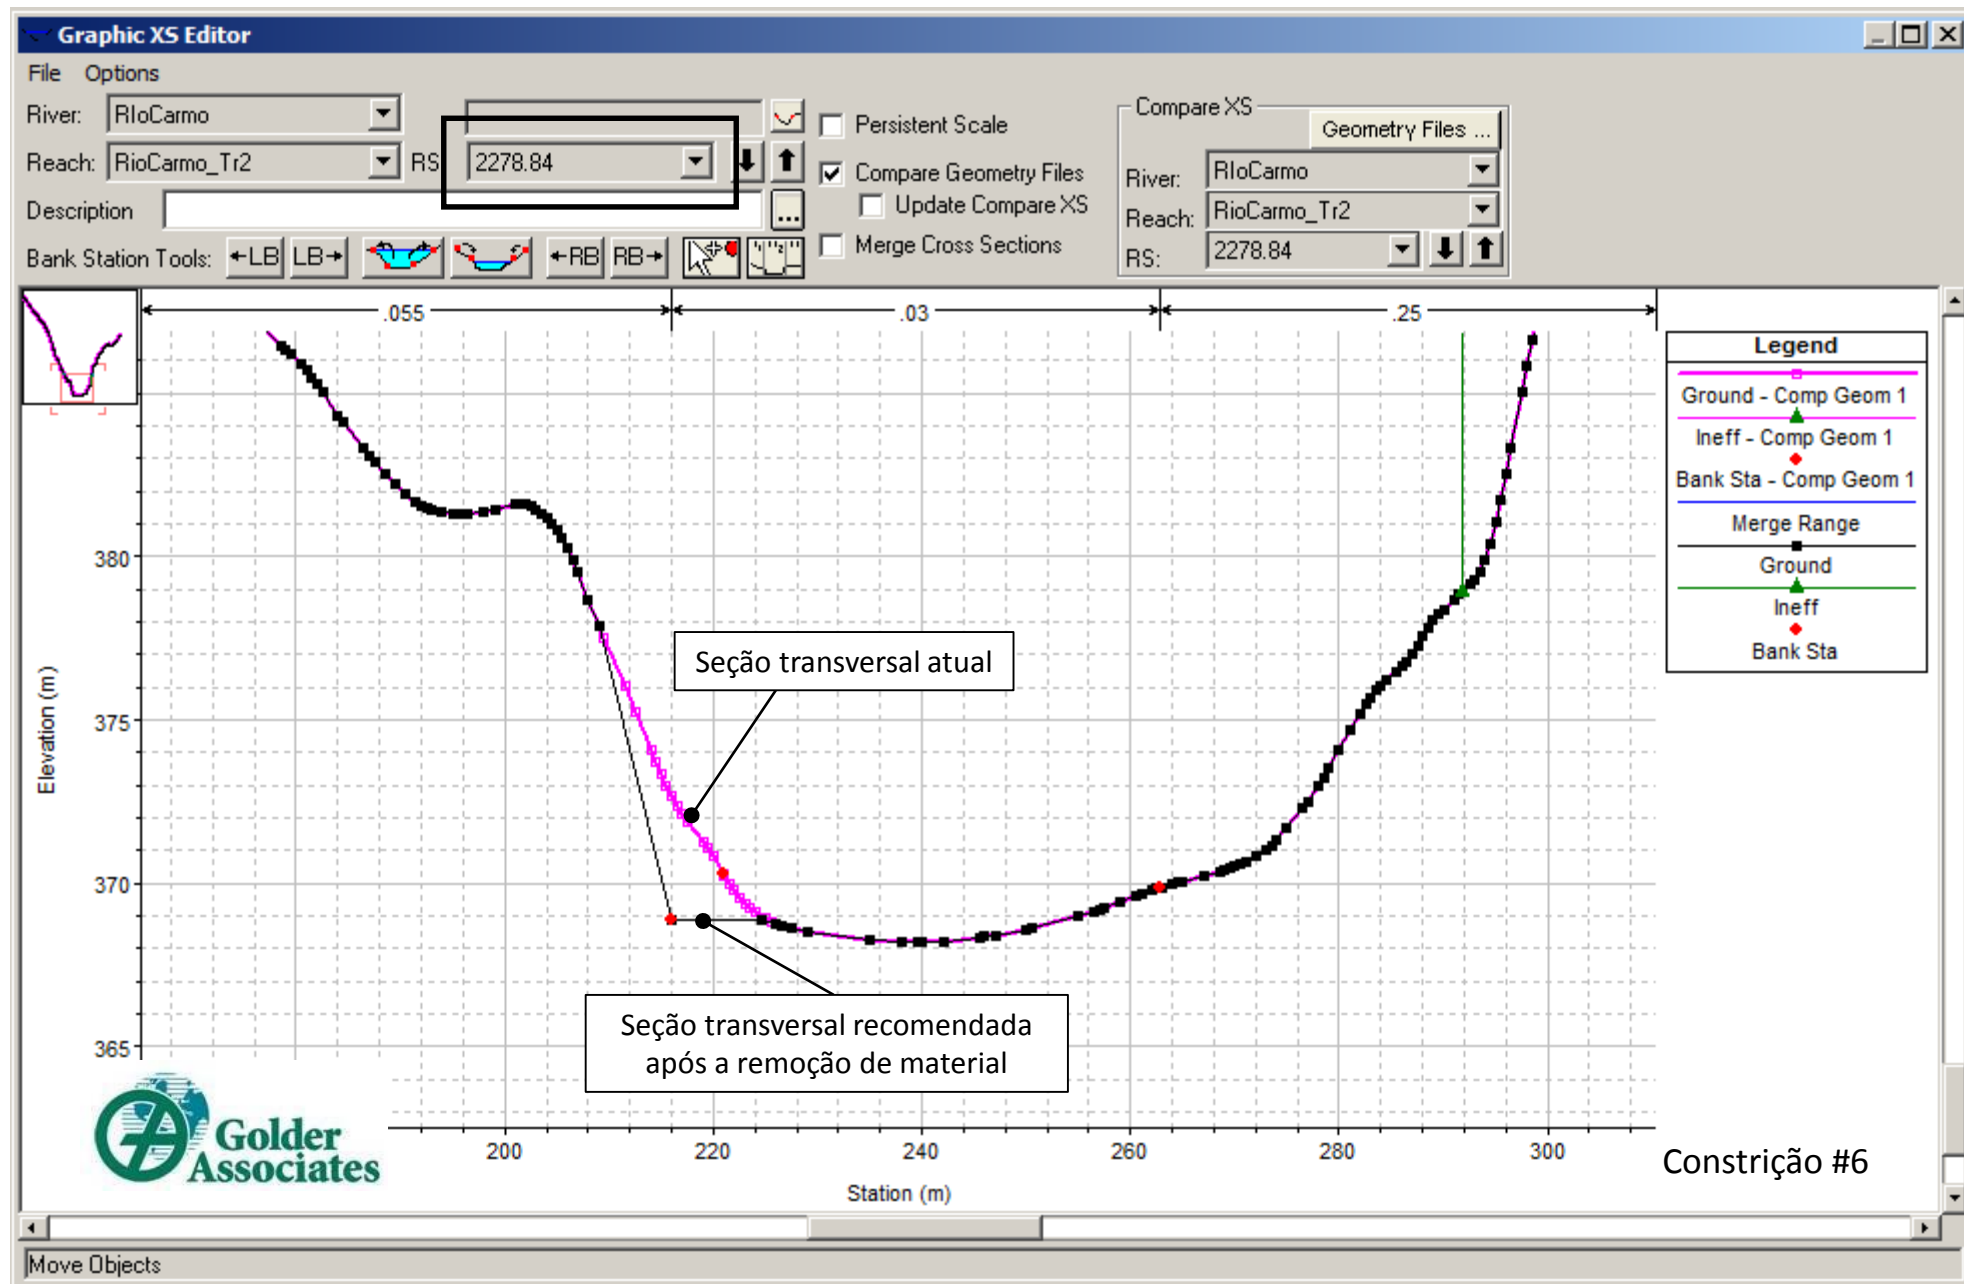 Graphic XS Editor
File Options
River: RIoCarmo
Reach: RioCarmo_Tr2 RS 2278.84
Description ...
Bank Station Tools: ←LB LB→ ←RB RB→
Persistent Scale
Compare Geometry Files
Update Compare XS
Merge Cross Sections
Compare XS
Geometry Files ...
River: RIoCarmo
Reach: RioCarmo_Tr2
RS: 2278.84
.055 .03 .25
Legend
Ground - Comp Geom 1
Ineff - Comp Geom 1
Bank Sta - Comp Geom 1
Merge Range
Ground
Ineff
Bank Sta
380
375
370
365
Elevation (m)
Seção transversal atual
Seção transversal recomendada
após a remoção de material
Golder
Associates
200 220 240 260 280 300
Station (m)
Constrição #6
Move Objects